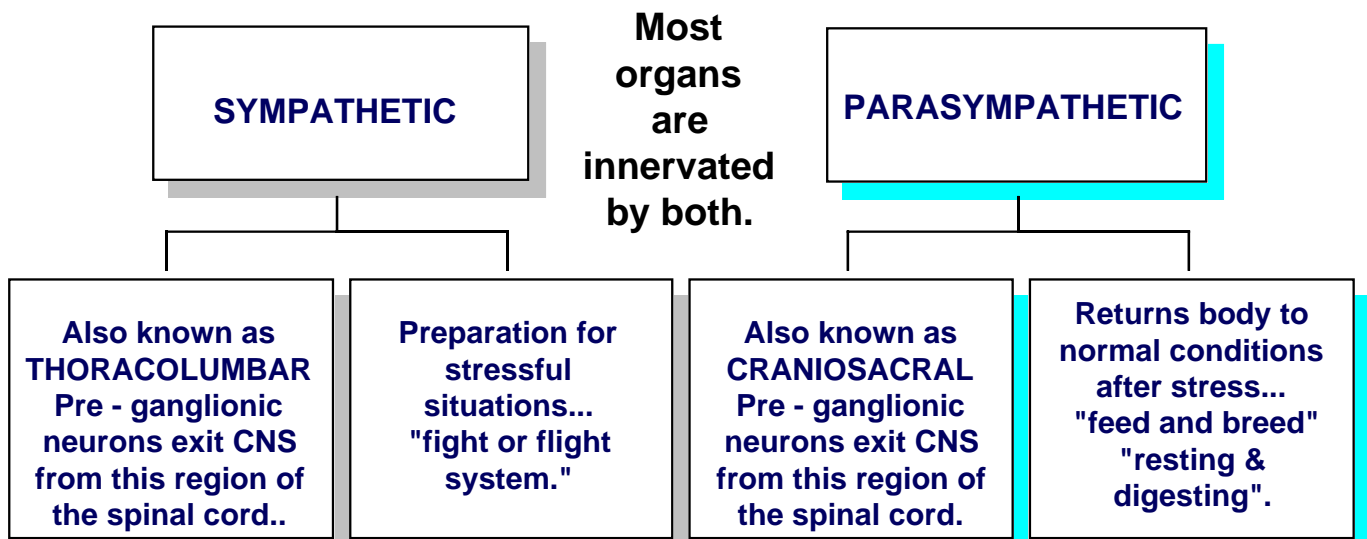 SYMPATHETIC
Most
organs
are
innervated
by both.
PARASYMPATHETIC
Also known as
THORACOLUMBAR
Pre - ganglionic
neurons exit CNS
from this region of
the spinal cord..
Preparation for
stressful
situations...
"fight or flight
system."
Also known as
CRANIOSACRAL
Pre - ganglionic
neurons exit CNS
from this region of
the spinal cord.
Returns body to
normal conditions
after stress...
"feed and breed"
"resting &
digesting".